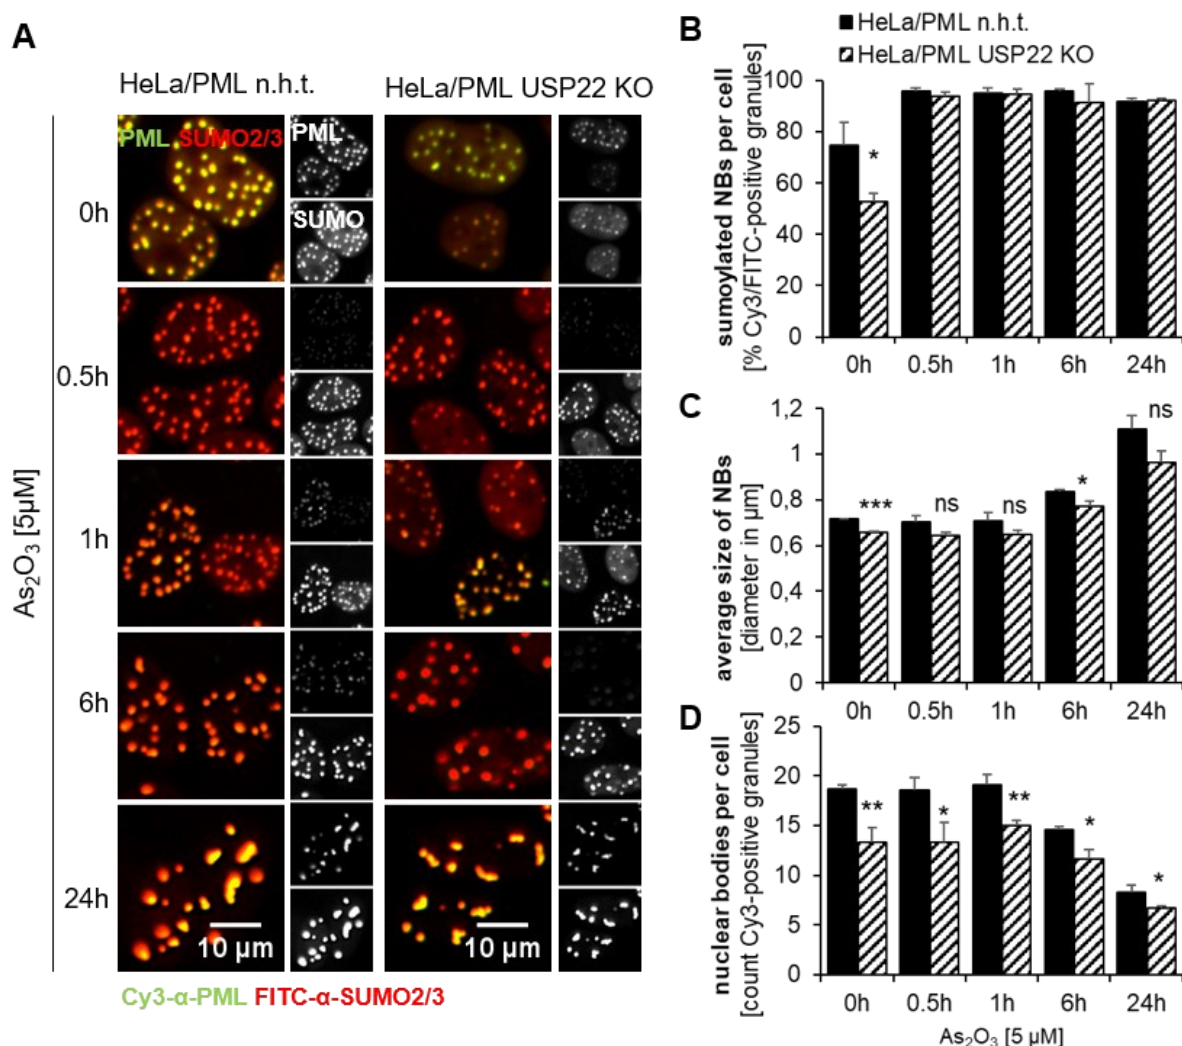 A
HeLa/PML n.h.t.
HeLa/PML USP22 KO
PML SUMO2/3
PML
SUMO
0h
0.5h
1h
6h
24h
As₂O₃ [5µM]
10 µm
10 µm
Cy3-α-PML FITC-α-SUMO2/3
B
HeLa/PML n.h.t.
HeLa/PML USP22 KO
sumoylated NBs per cell
[% Cy3/FITC-positive granules]
100
80
60
40
20
0
*
0h 0.5h 1h 6h 24h
C
average size of NBs
[diameter in µm]
1,2
1
0,8
0,6
0,4
0,2
0
*** ns ns * ns
0h 0.5h 1h 6h 24h
D
nuclear bodies per cell
[count Cy3-positive granules]
25
20
15
10
5
0
** * ** * *
0h 0.5h 1h 6h 24h
As₂O₃ [5 µM]